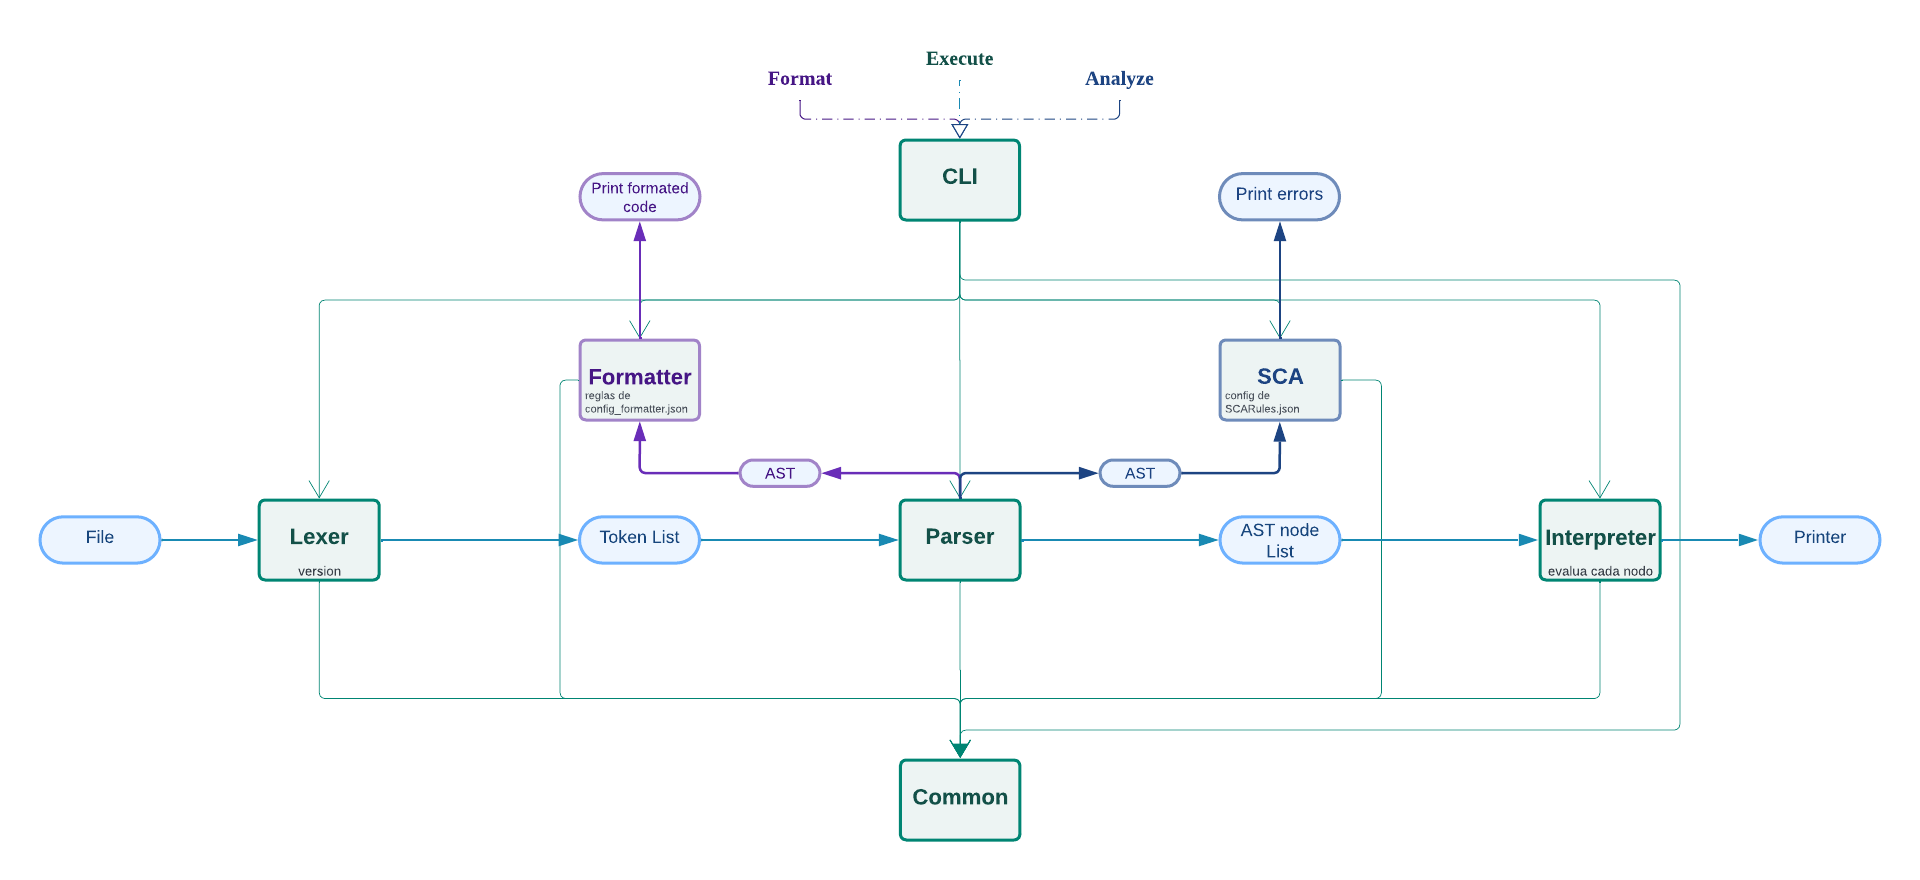 Execute
Format
Analyze
CLI
Print formated
code
Print errors
Formatter
reglas de
config_formatter.json
SCA
config de
SCARules.json
AST
AST
File
Lexer
version
Token List
Parser
AST node
List
Interpreter
evalua cada nodo
Printer
Common